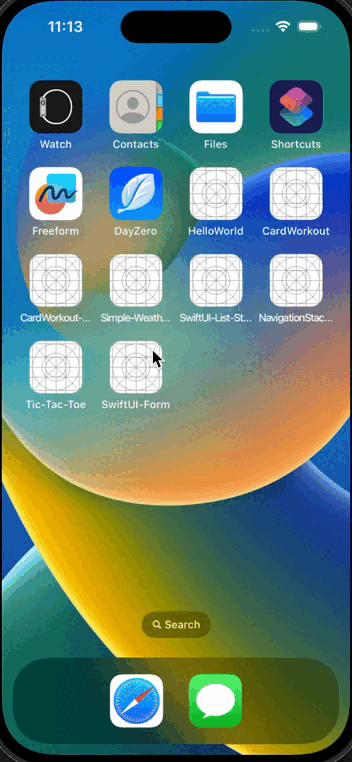 11:13
Watch Contacts Files Shortcuts
Freeform DayZero HelloWorld CardWorkout
CardWorkout-... Simple-Weath... SwiftUI-List-St... NavigationStac...
Tic-Tac-Toe SwiftUI-Form
Search